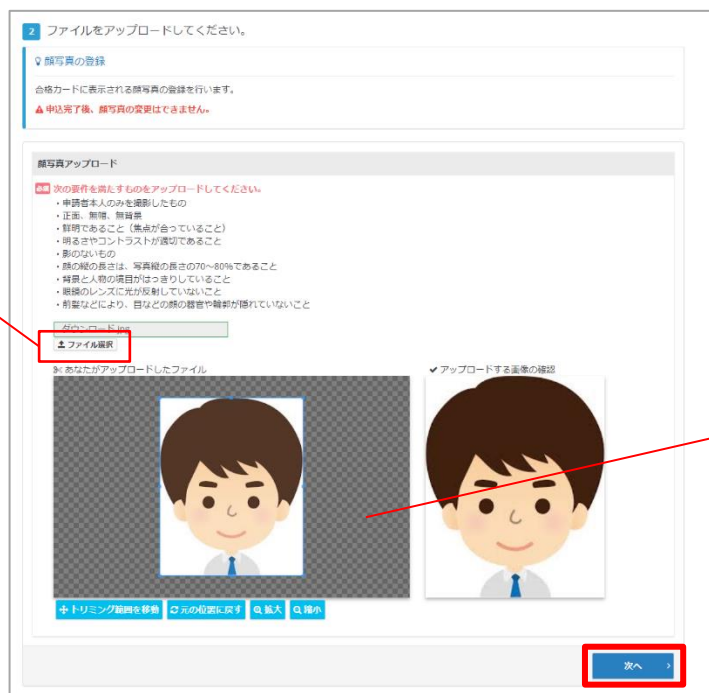 2 ファイルをアップロードしてください。
顔写真の登録
合格カードに表示される顔写真の登録を行います。
申込完了後、顔写真の変更はできません。
顔写真アップロード
必須 次の要件を満たすものをアップロードしてください。
・申請者本人のみを撮影したもの
・正面、無帽、無背景
・鮮明であること（焦点が合っていること）
・明るさやコントラストが適切であること
・影のないもの
・顔の縦の長さは、写真縦の長さの70～80%であること
・背景と人物の境目がはっきりしていること
・眼鏡のレンズに光が反射していないこと
・前髪などにより、目などの顔の器官や輪郭が隠れていないこと
ダウンロード.jpg
ファイル選択
あなたがアップロードしたファイル
アップロードする画像の確認
トリミング範囲を移動 元の位置に戻す 拡大 縮小
次へ